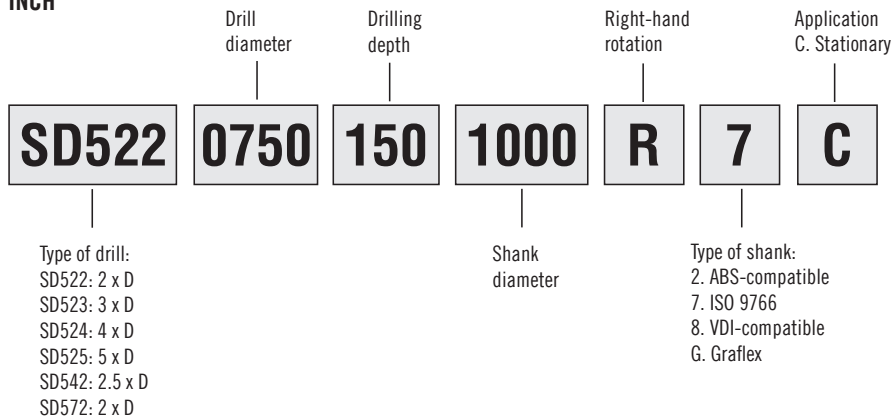 INCH
Drill
diameter
Drilling
depth
Right-hand
rotation
Application
C. Stationary
SD522 0750 150 1000 R 7 C
Type of drill:
SD522: 2 x D
SD523: 3 x D
SD524: 4 x D
SD525: 5 x D
SD542: 2.5 x D
SD572: 2 x D
Shank
diameter
Type of shank:
2. ABS-compatible
7. ISO 9766
8. VDI-compatible
G. Graflex